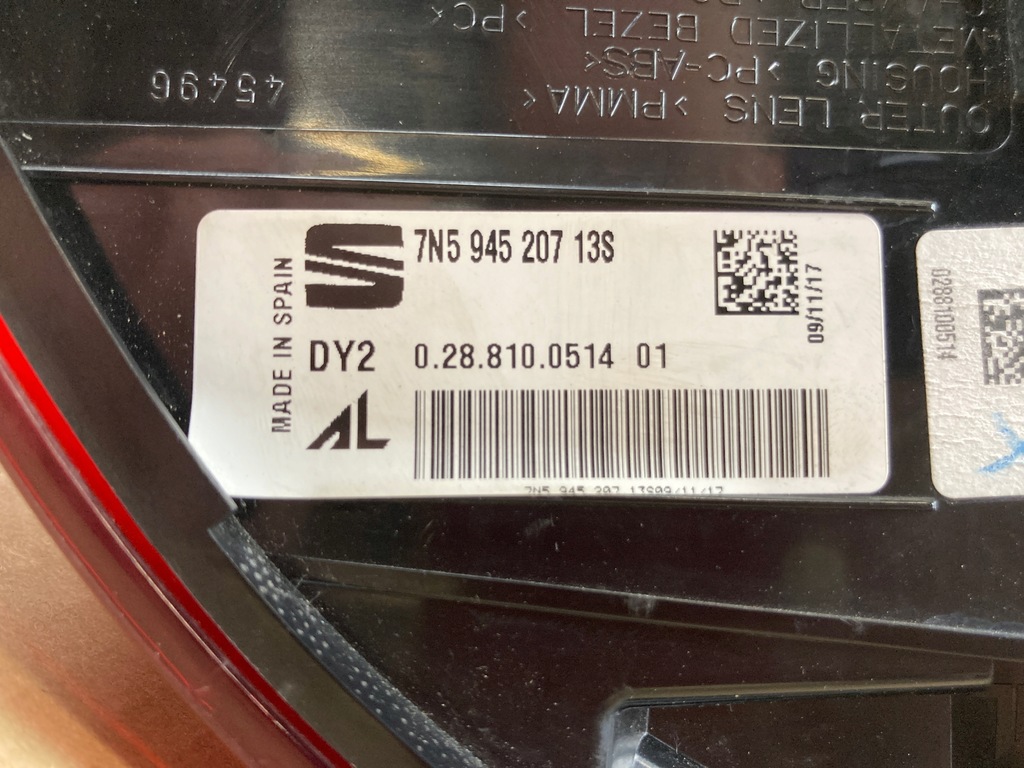 OUTER LENS >PMMA<
HOUSING >PC-ABS<
METALLIZED BEZEL >PC<
45496
MADE IN SPAIN
7N5 945 207 13S
09/11/17
DY2 0.28.810.0514 01
AL
7N5 945 207 13S09/11/17
0288100514